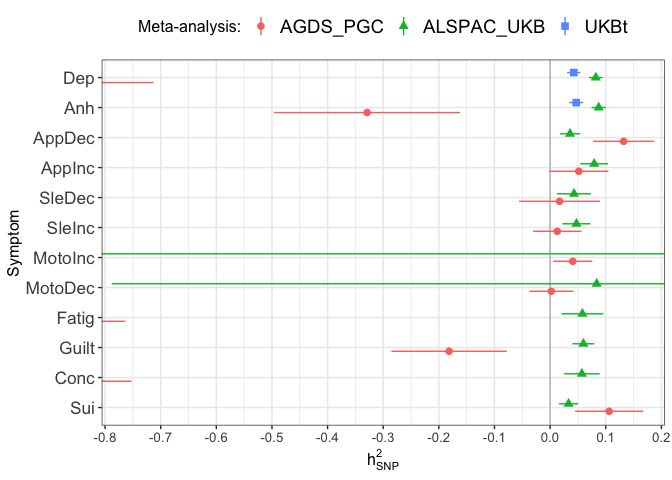 Meta-analysis: AGDS_PGC ALSPAC_UKB UKBt
Symptom
Dep
Anh
AppDec
AppInc
SleDec
SleInc
MotoInc
MotoDec
Fatig
Guilt
Conc
Sui
-0.8 -0.7 -0.6 -0.5 -0.4 -0.3 -0.2 -0.1 0.0 0.1 0.2
h²SNP